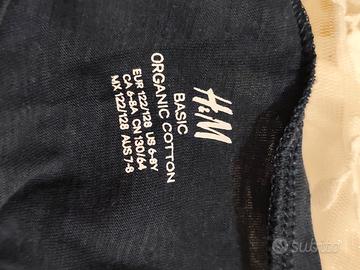 H&M
BASIC
ORGANIC COTTON
EUR 122/128 US 6-8Y
CA 6-8A CN 130/64
MX 122/128 AUS 7-8
subito